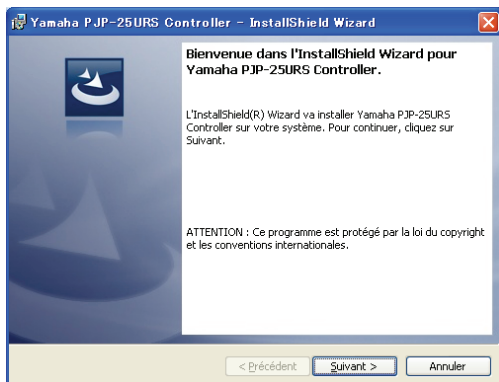 Yamaha PJP-25URS Controller - InstallShield Wizard
Bienvenue dans l'InstallShield Wizard pour
Yamaha PJP-25URS Controller.
L'InstallShield(R) Wizard va installer Yamaha PJP-25URS
Controller sur votre système. Pour continuer, cliquez sur
Suivant.
ATTENTION : Ce programme est protégé par la loi du copyright
et les conventions internationales.
< Précédent
Suivant >
Annuler